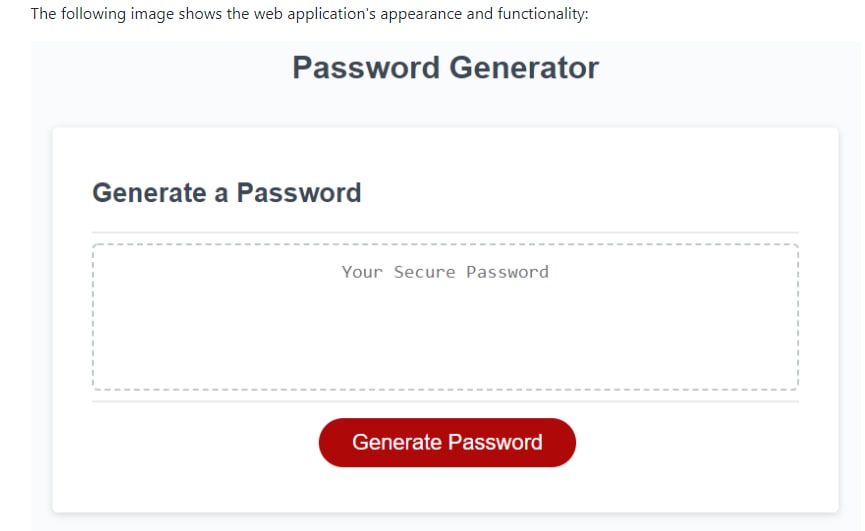 The following image shows the web application's appearance and functionality:
Password Generator
Generate a Password
Your Secure Password
Generate Password